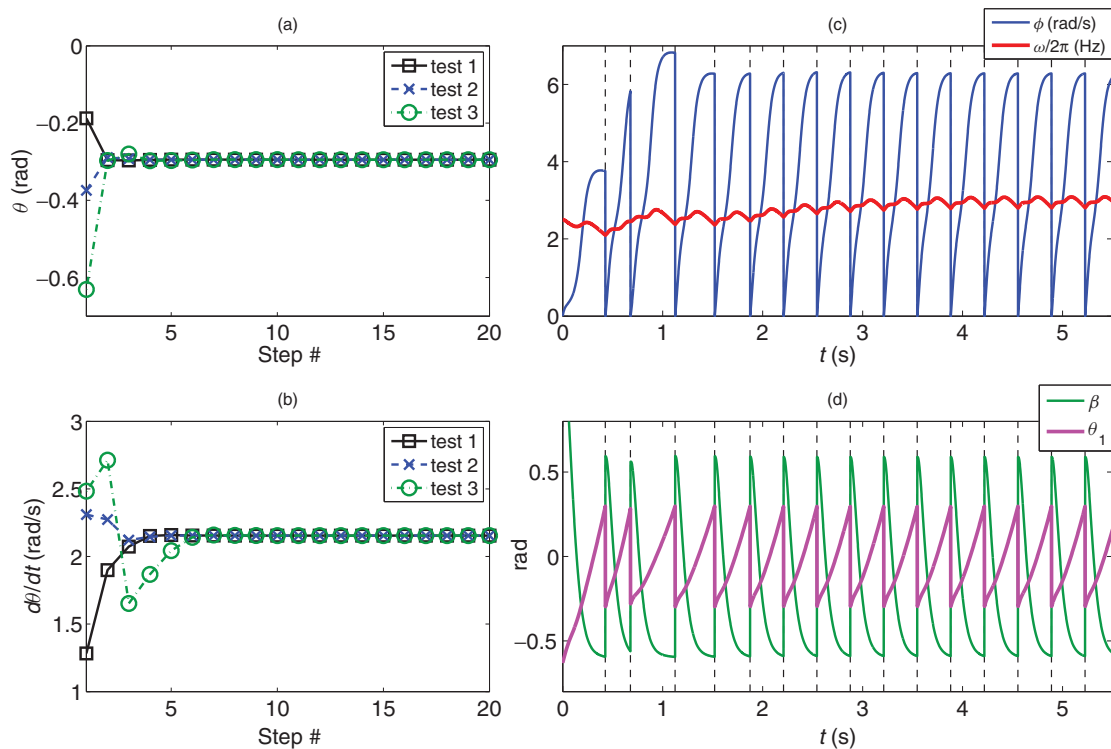 (a)
0
−0.2
−0.4
−0.6
θ (rad)
5
10
15
20
Step #
test 1
test 2
test 3
(c)
ϕ (rad/s)
ω/2π (Hz)
6
4
2
0
0
1
2
3
4
5
t (s)
(b)
3
2.5
2
1.5
1
dθ/dt (rad/s)
5
10
15
20
Step #
test 1
test 2
test 3
(d)
β
θ1
0.5
0
−0.5
rad
0
1
2
3
4
5
t (s)